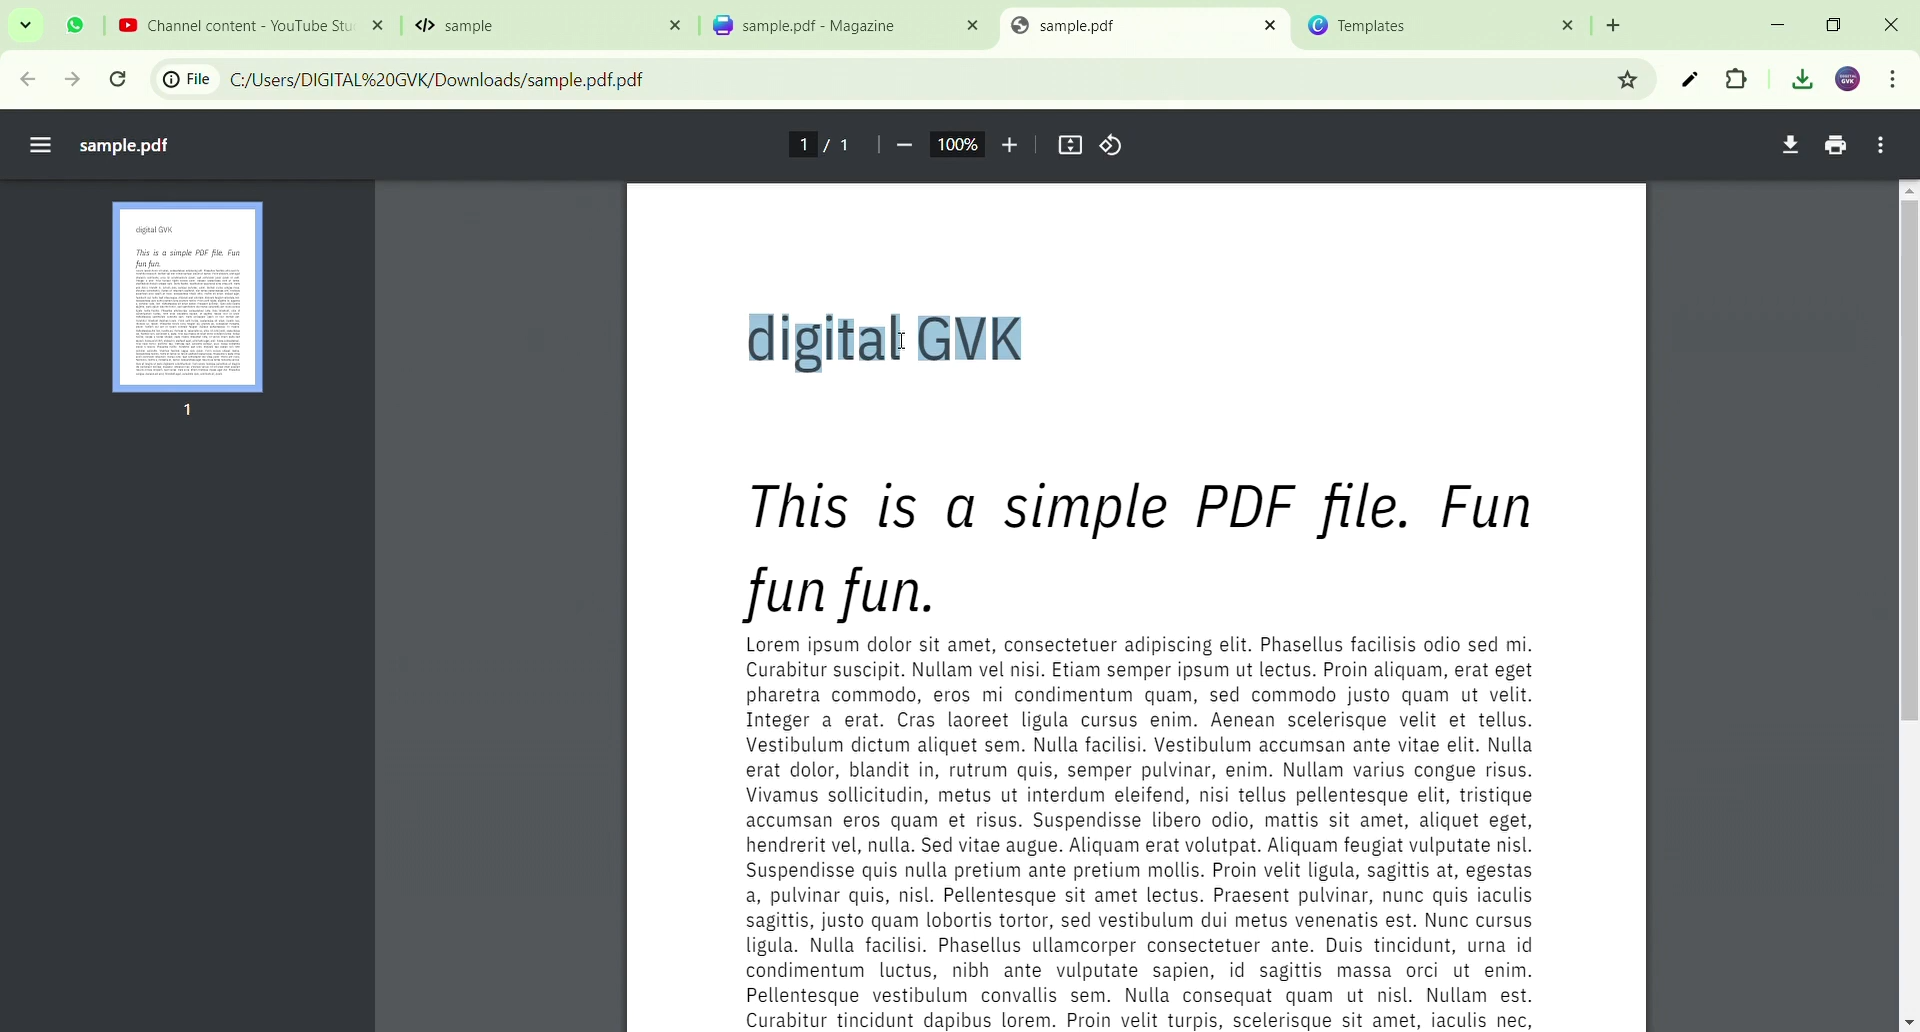 Channel content - YouTube Stu
sample
sample.pdf - Magazine
sample.pdf
Templates
File
C:/Users/DIGITAL%20GVK/Downloads/sample.pdf.pdf
sample.pdf
1 / 1
100%
digital GVK
This is a simple PDF file. Fun
fun fun.
1
digital GVK
This is a simple PDF file. Fun
fun fun.
Lorem ipsum dolor sit amet, consectetuer adipiscing elit. Phasellus facilisis odio sed mi.
Curabitur suscipit. Nullam vel nisi. Etiam semper ipsum ut lectus. Proin aliquam, erat eget
pharetra commodo, eros mi condimentum quam, sed commodo justo quam ut velit.
Integer a erat. Cras laoreet ligula cursus enim. Aenean scelerisque velit et tellus.
Vestibulum dictum aliquet sem. Nulla facilisi. Vestibulum accumsan ante vitae elit. Nulla
erat dolor, blandit in, rutrum quis, semper pulvinar, enim. Nullam varius congue risus.
Vivamus sollicitudin, metus ut interdum eleifend, nisi tellus pellentesque elit, tristique
accumsan eros quam et risus. Suspendisse libero odio, mattis sit amet, aliquet eget,
hendrerit vel, nulla. Sed vitae augue. Aliquam erat volutpat. Aliquam feugiat vulputate nisl.
Suspendisse quis nulla pretium ante pretium mollis. Proin velit ligula, sagittis at, egestas
a, pulvinar quis, nisl. Pellentesque sit amet lectus. Praesent pulvinar, nunc quis iaculis
sagittis, justo quam lobortis tortor, sed vestibulum dui metus venenatis est. Nunc cursus
ligula. Nulla facilisi. Phasellus ullamcorper consectetuer ante. Duis tincidunt, urna id
condimentum luctus, nibh ante vulputate sapien, id sagittis massa orci ut enim.
Pellentesque vestibulum convallis sem. Nulla consequat quam ut nisl. Nullam est.
Curabitur tincidunt dapibus lorem. Proin velit turpis, scelerisque sit amet, iaculis nec,